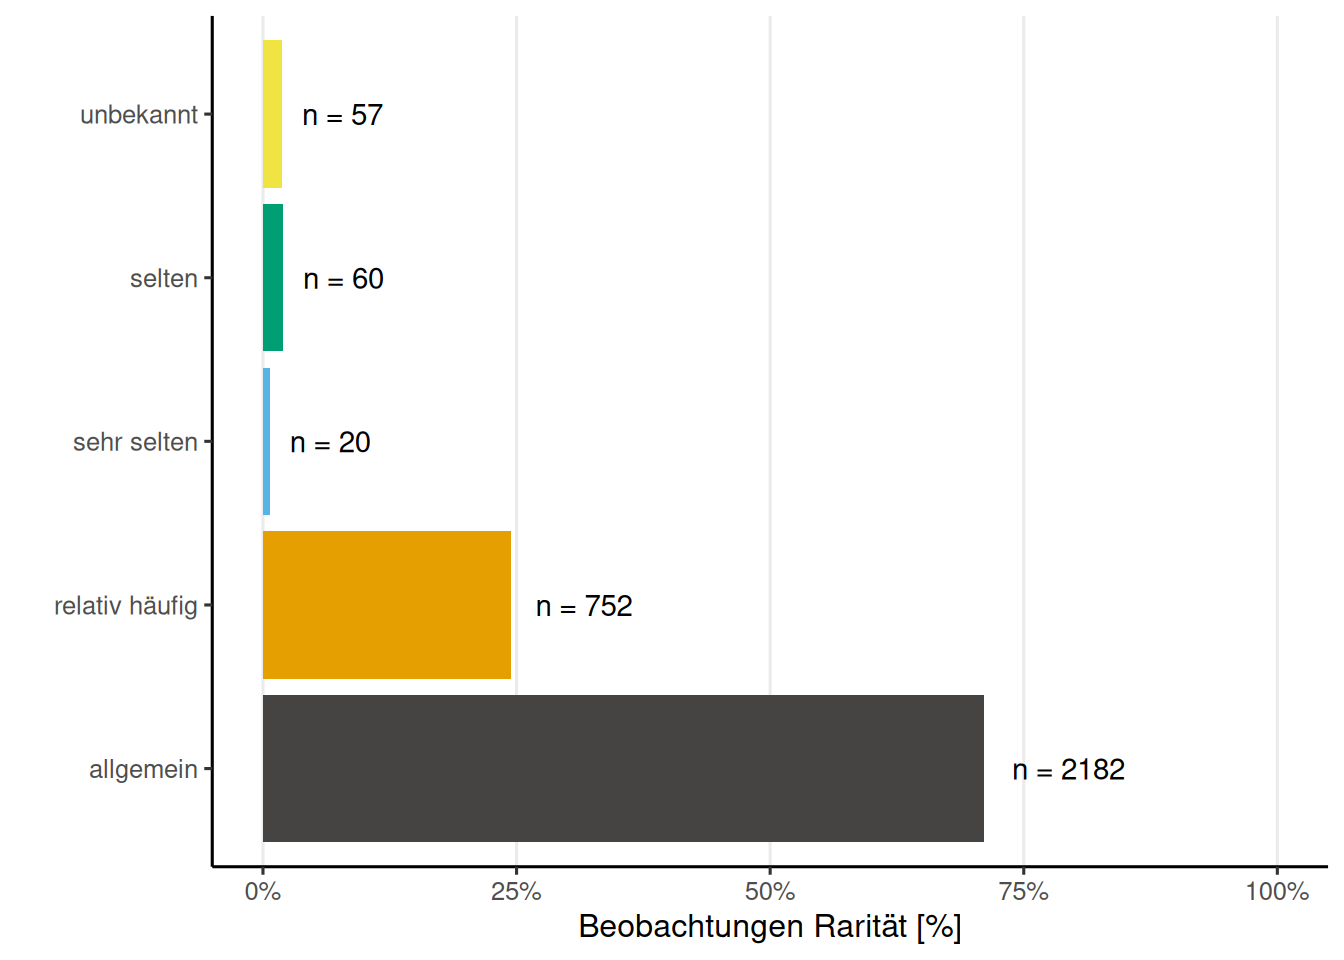 unbekannt
n = 57
selten
n = 60
sehr selten
n = 20
relativ häufig
n = 752
allgemein
n = 2182
0%
25%
50%
75%
100%
Beobachtungen Rarität [%]